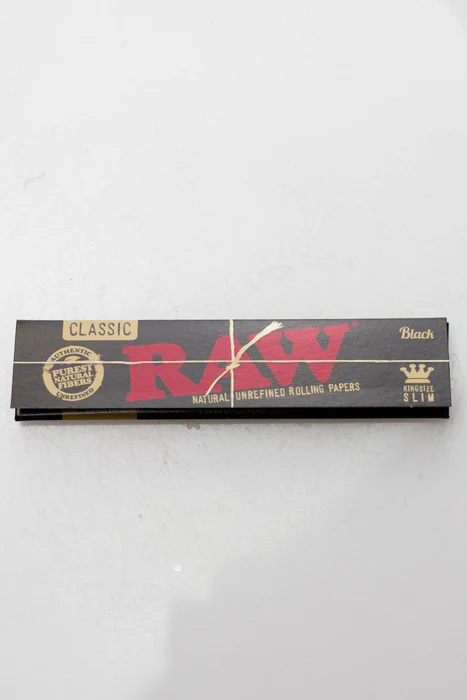 CLASSIC
AUTHENTIC
PUREST
NATURAL
FIBERS
UNREFINED
RAW
NATURAL UNREFINED ROLLING PAPERS
Black
KINGSIZE
SLIM